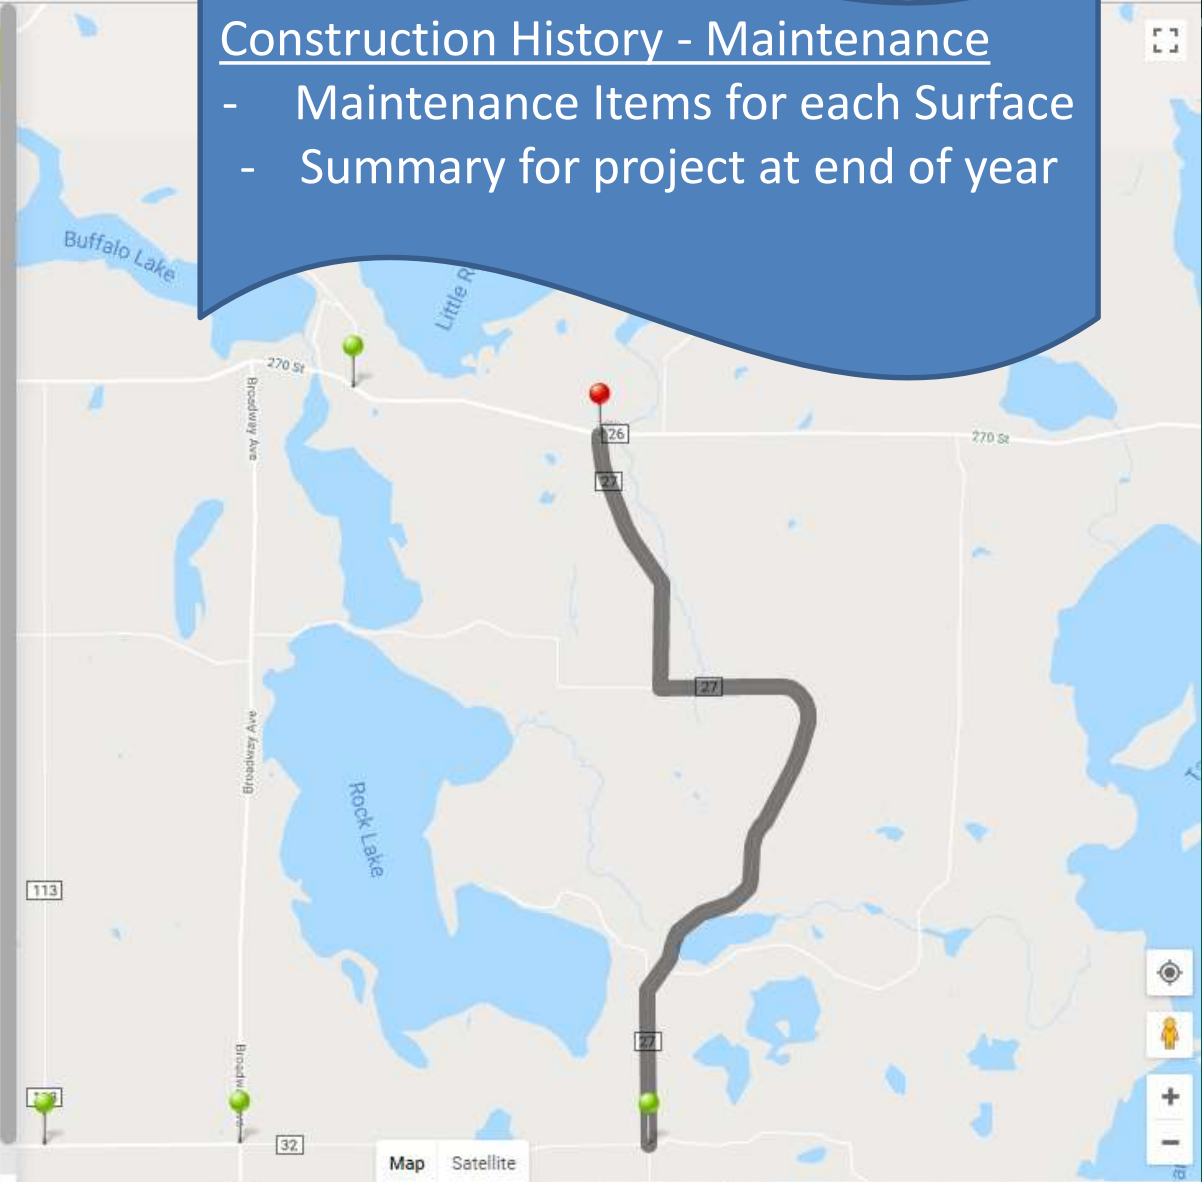 Construction History - Maintenance
- Maintenance Items for each Surface
- Summary for project at end of year
Buffalo Lake
Little R
270 St
Broadway Ave
26
270 St
27
27
Broadway Ave
Rock Lake
113
27
Broadw
32
Map Satellite
+
-